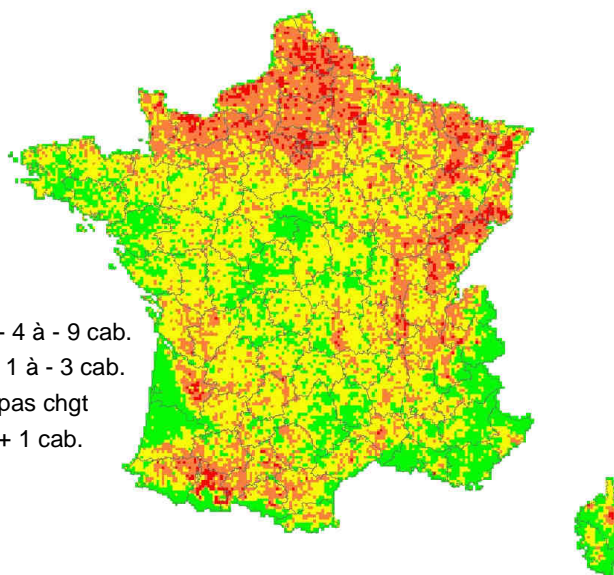 - 4 à - 9 cab.
1 à - 3 cab.
pas chgt
+ 1 cab.